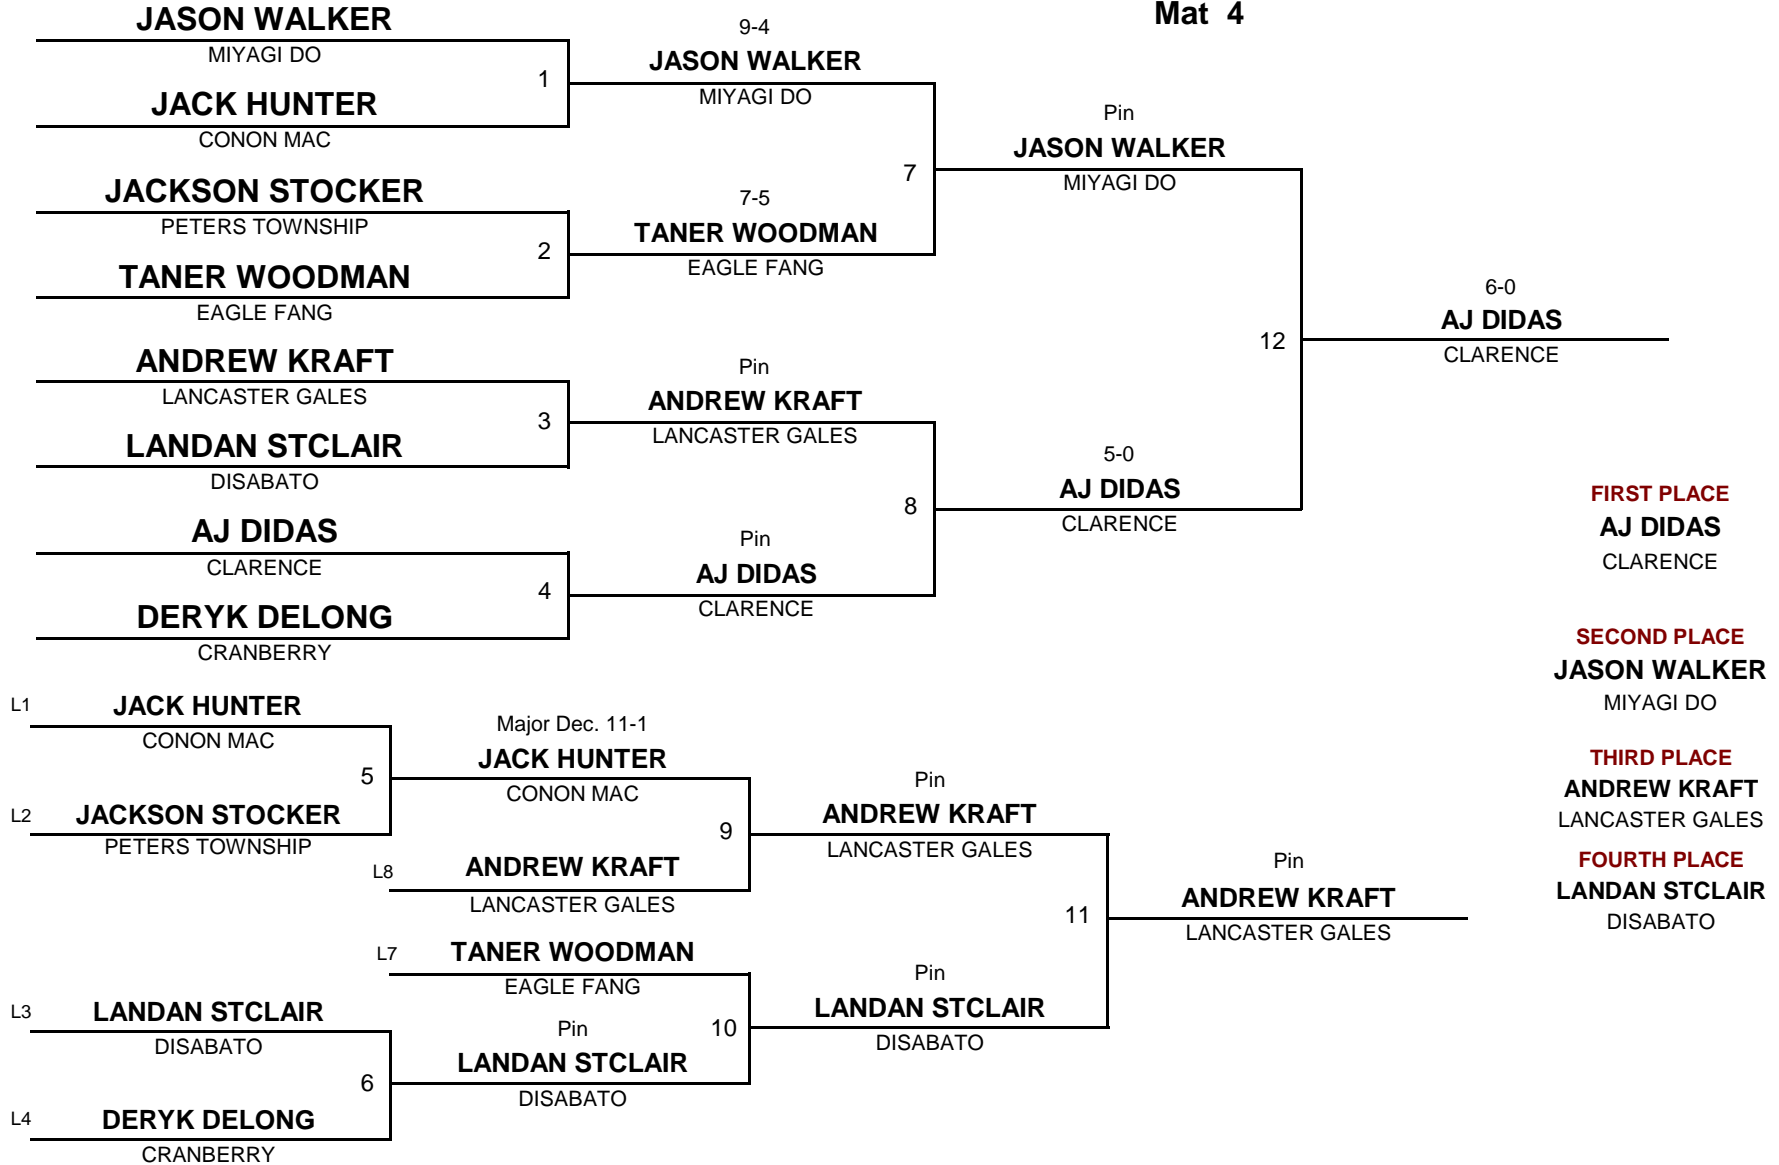 Mat 4
JASON WALKER
MIYAGI DO
1
JACK HUNTER
CONON MAC
JACKSON STOCKER
PETERS TOWNSHIP
2
TANER WOODMAN
EAGLE FANG
ANDREW KRAFT
LANCASTER GALES
3
LANDAN STCLAIR
DISABATO
AJ DIDAS
CLARENCE
4
DERYK DELONG
CRANBERRY
9-4
JASON WALKER
MIYAGI DO
7
7-5
TANER WOODMAN
EAGLE FANG
Pin
ANDREW KRAFT
LANCASTER GALES
8
Pin
AJ DIDAS
CLARENCE
Pin
JASON WALKER
MIYAGI DO
12
5-0
AJ DIDAS
CLARENCE
6-0
AJ DIDAS
CLARENCE
L1 JACK HUNTER
CONON MAC
5
L2 JACKSON STOCKER
PETERS TOWNSHIP
L3 LANDAN STCLAIR
DISABATO
6
L4 DERYK DELONG
CRANBERRY
Major Dec. 11-1
JACK HUNTER
CONON MAC
9
L8 ANDREW KRAFT
LANCASTER GALES
L7 TANER WOODMAN
EAGLE FANG
10
Pin
LANDAN STCLAIR
DISABATO
Pin
ANDREW KRAFT
LANCASTER GALES
11
Pin
LANDAN STCLAIR
DISABATO
Pin
ANDREW KRAFT
LANCASTER GALES
FIRST PLACE
AJ DIDAS
CLARENCE
SECOND PLACE
JASON WALKER
MIYAGI DO
THIRD PLACE
ANDREW KRAFT
LANCASTER GALES
FOURTH PLACE
LANDAN STCLAIR
DISABATO